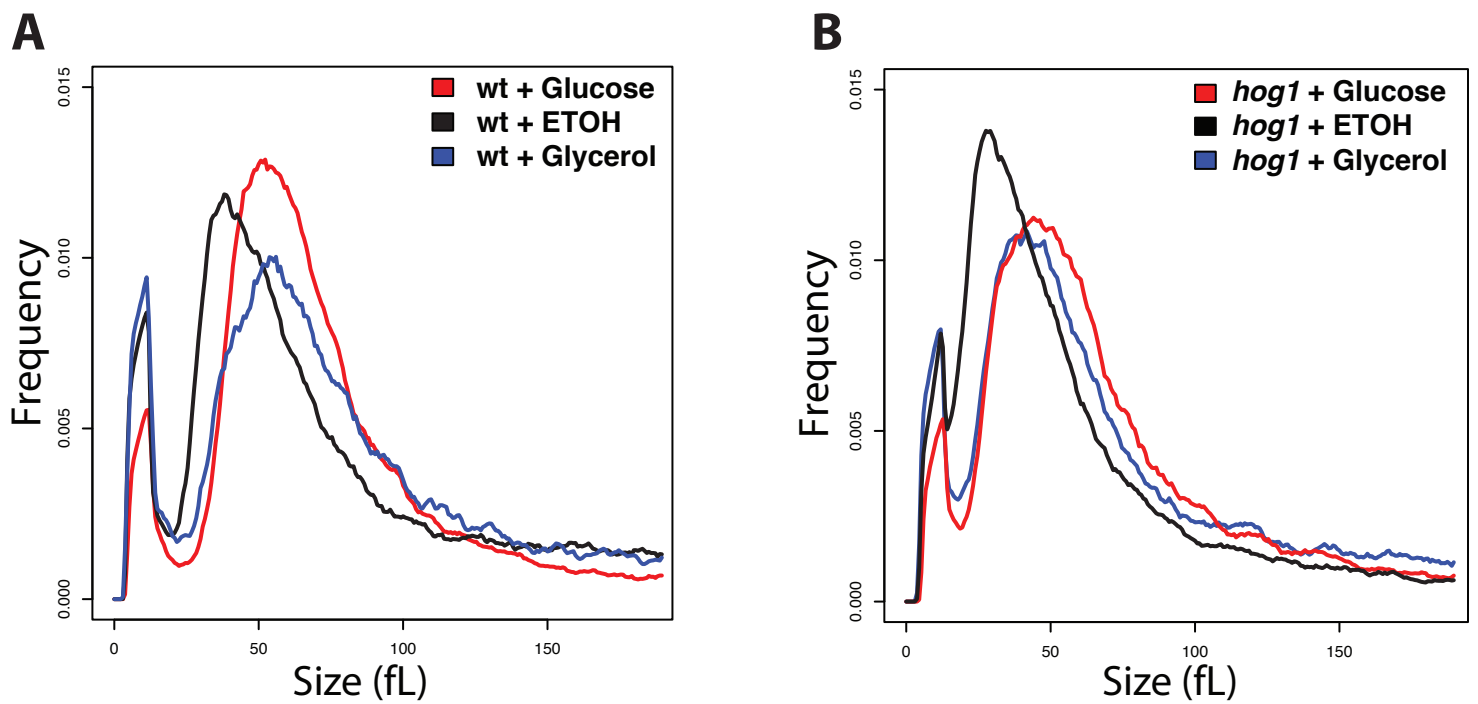 A
wt + Glucose
wt + ETOH
wt + Glycerol
Frequency
0.015
0.010
0.005
0.000
0 50 100 150
Size (fL)
B
hog1 + Glucose
hog1 + ETOH
hog1 + Glycerol
Frequency
0.015
0.010
0.005
0.000
0 50 100 150
Size (fL)